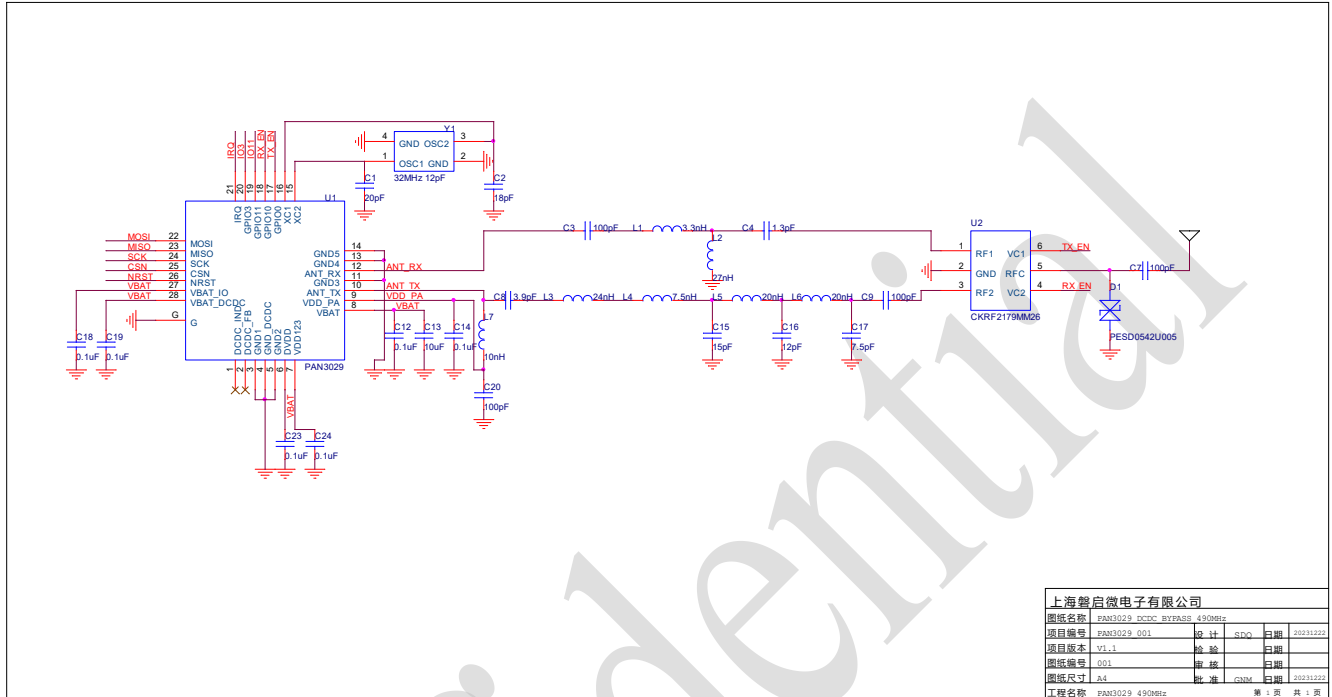 Y1
4 GND OSC2 3
1 OSC1 GND 2
32MHz 12pF
C1
20pF
C2
18pF
IRQ
IO3
IO11
RX_EN
TX_EN
21
20
19
18
17
16
15
U1
IRQ
GPIO3
GPIO11
GPIO10
GPIO0
XC1
XC2
MOSI 22 MOSI
MISO 23 MISO
SCK 24 SCK
CSN 25 CSN
NRST 26 NRST
VBAT 27 VBAT_IO
VBAT 28 VBAT_DCDC
G G
GND5 14
GND4 13
ANT_RX 12 ANT_RX
GND3 11
ANT_TX 10 ANT_TX
VDD_PA 9 VDD_PA
VBAT 8 VBAT
DCDC_IND
DCDC_FB
GND1
GND_DCDC
GND2
DVDD
VDD123
1
2
3
4
5
6
7
PAN3029
C18
0.1uF
C19
0.1uF
VBAT
C23
0.1uF
C24
0.1uF
C12
0.1uF
C13
10uF
C14
0.1uF
L7
10nH
C20
100pF
C3 100pF
L1 3.3nH
L2
27nH
C4 1.3pF
C8 3.9pF
L3 24nH
L4 7.5nH
L5 20nH
L6 20nH
C9 100pF
C15
15pF
C16
12pF
C17
7.5pF
U2
1 RF1 VC1 6 TX_EN
2 GND RFC 5
3 RF2 VC2 4 RX_EN
CKRF2179MM26
C7 100pF
D1
PESD0542U005
上海磐启微电子有限公司
图纸名称 PAN3029_DCDC_BYPASS_490MHz
项目编号 PAN3029_001 设 计 SDQ 日期 20231222
项目版本 V1.1 检 验 日期
图纸编号 001 审 核 日期
图纸尺寸 A4 批 准 GNM 日期 20231222
工程名称 PAN3029_490MHz 第 1 页 共 1 页
fidential